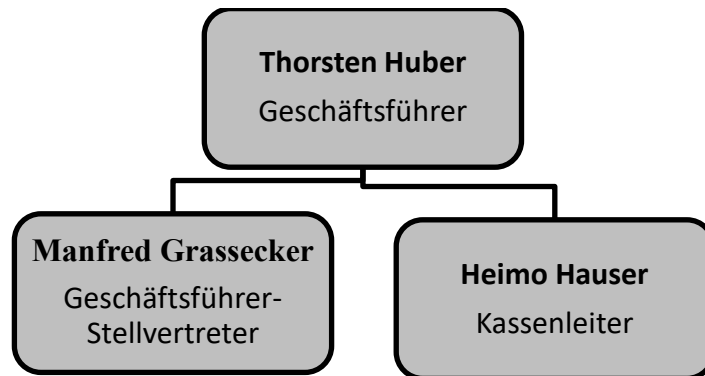 Thorsten Huber
Geschäftsführer
Manfred Grassecker
Geschäftsführer-
Stellvertreter
Heimo Hauser
Kassenleiter